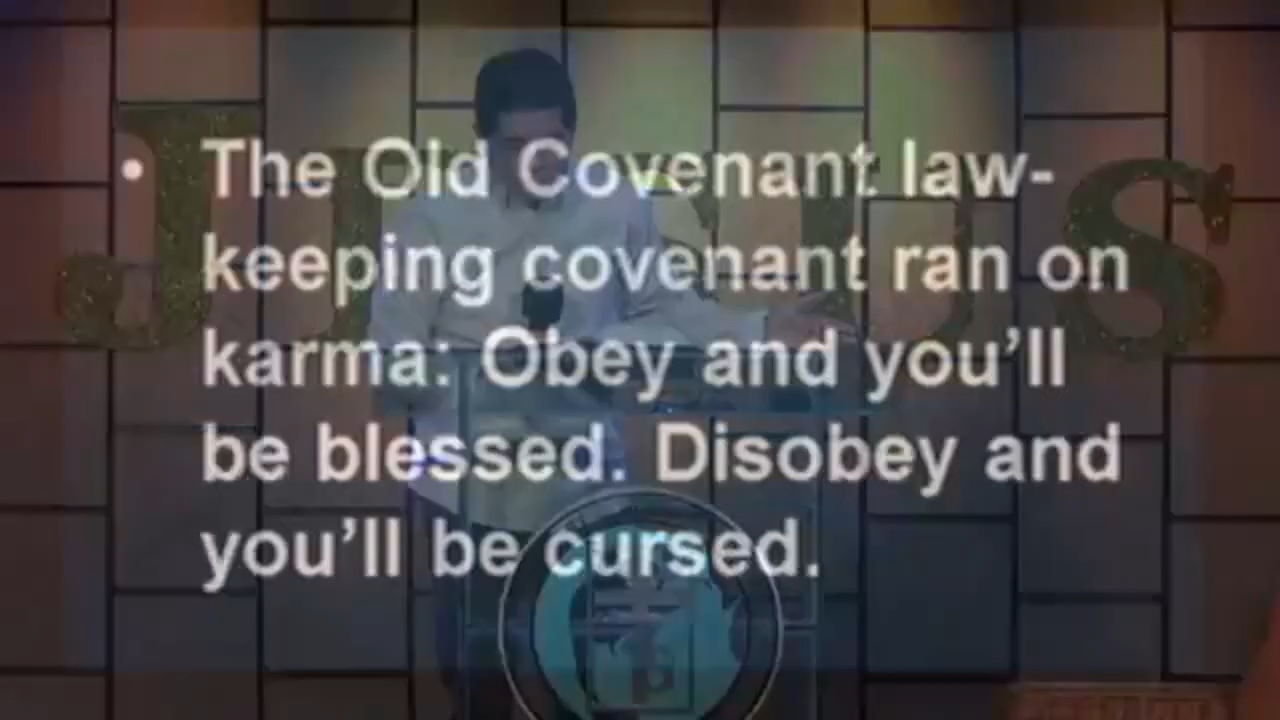 JESUS
• The Old Covenant law-
keeping covenant ran on
karma: Obey and you’ll
be blessed. Disobey and
you’ll be cursed.